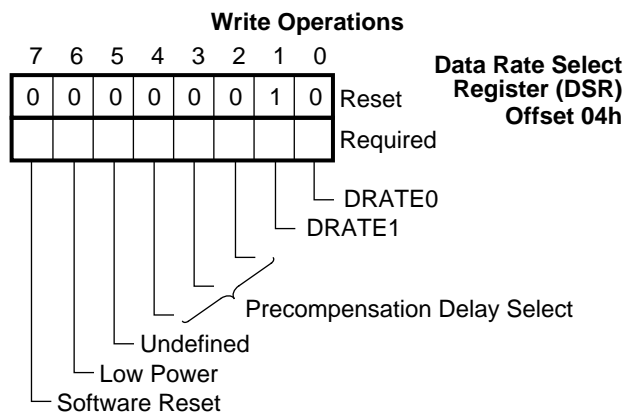 Write Operations
7 6 5 4 3 2 1 0
Data Rate Select
Register (DSR)
Offset 04h
0 0 0 0 0 0 1 0 Reset
Required
DRATE0
DRATE1
Precompensation Delay Select
Undefined
Low Power
Software Reset